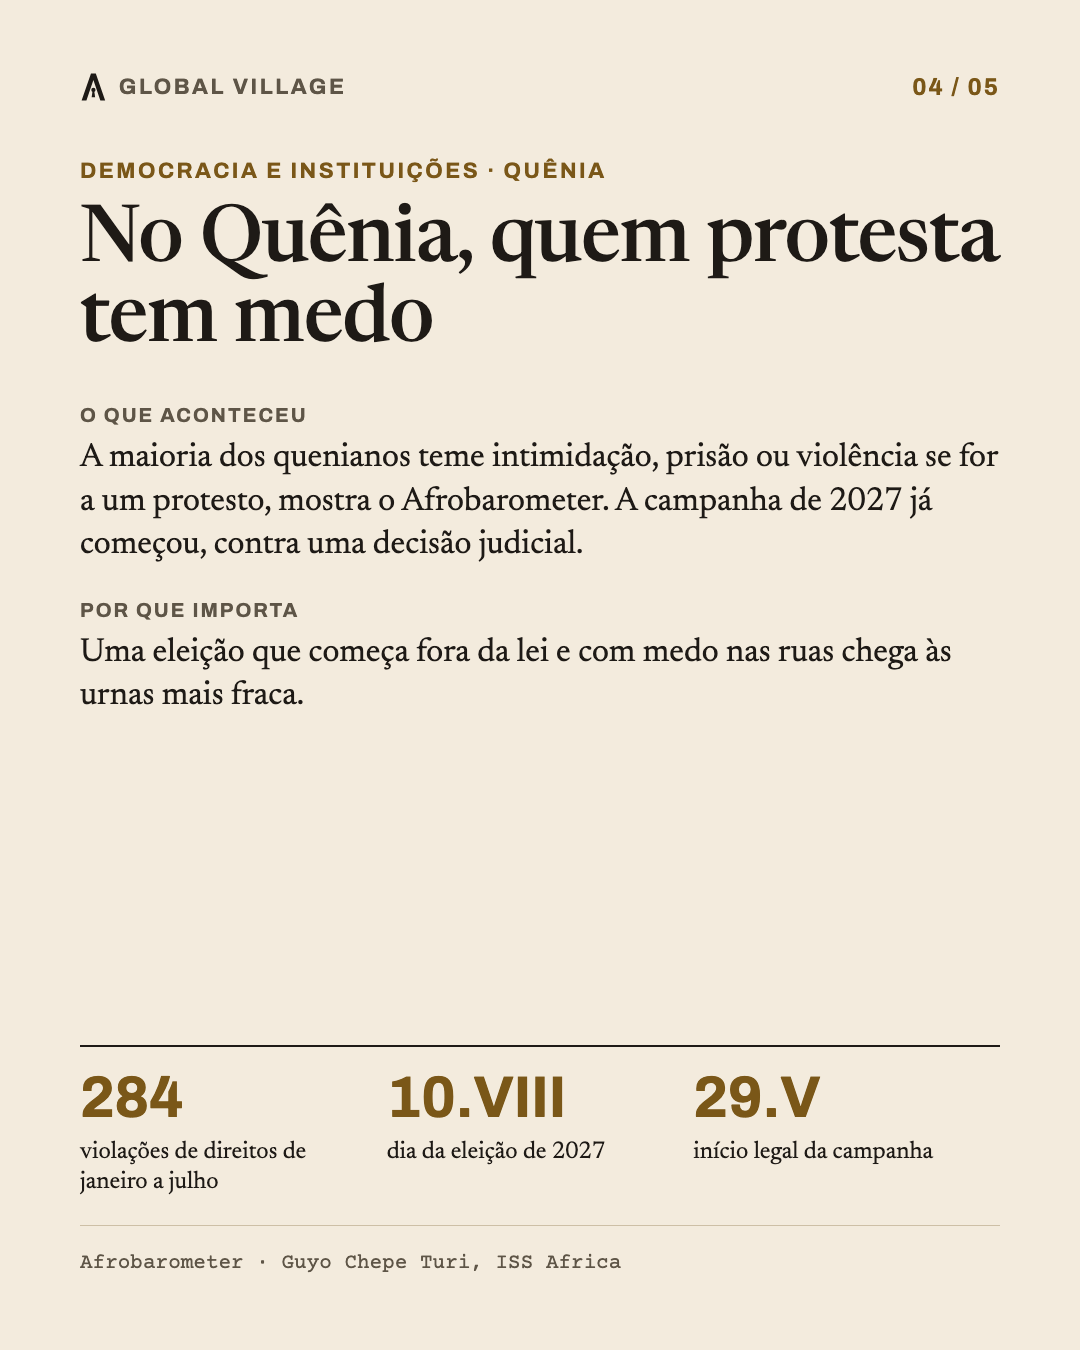 GLOBAL VILLAGE
04 / 05
DEMOCRACIA E INSTITUIÇÕES · QUÊNIA
No Quênia, quem protesta
tem medo
O QUE ACONTECEU
A maioria dos quenianos teme intimidação, prisão ou violência se for
a um protesto, mostra o Afrobarometer. A campanha de 2027 já
começou, contra uma decisão judicial.
POR QUE IMPORTA
Uma eleição que começa fora da lei e com medo nas ruas chega às
urnas mais fraca.
284
violações de direitos de
janeiro a julho
10.VIII
dia da eleição de 2027
29.V
início legal da campanha
Afrobarometer · Guyo Chepe Turi, ISS Africa